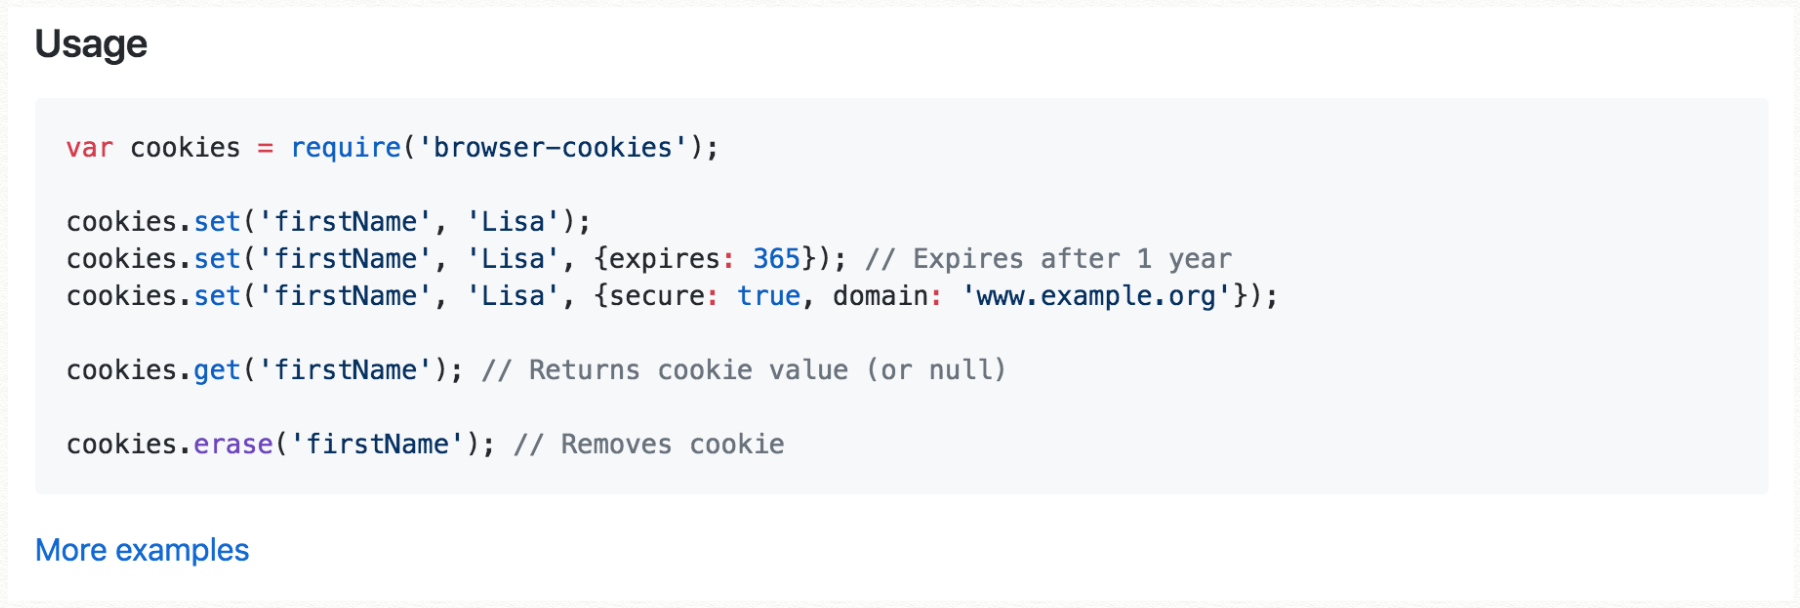 Usage
var cookies = require('browser-cookies');
cookies.set('firstName', 'Lisa');
cookies.set('firstName', 'Lisa', {expires: 365}); // Expires after 1 year
cookies.set('firstName', 'Lisa', {secure: true, domain: 'www.example.org'});
cookies.get('firstName'); // Returns cookie value (or null)
cookies.erase('firstName'); // Removes cookie
More examples